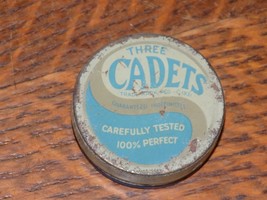 THREE
CADETS
CAREFULLY TESTED
100% PERFECT